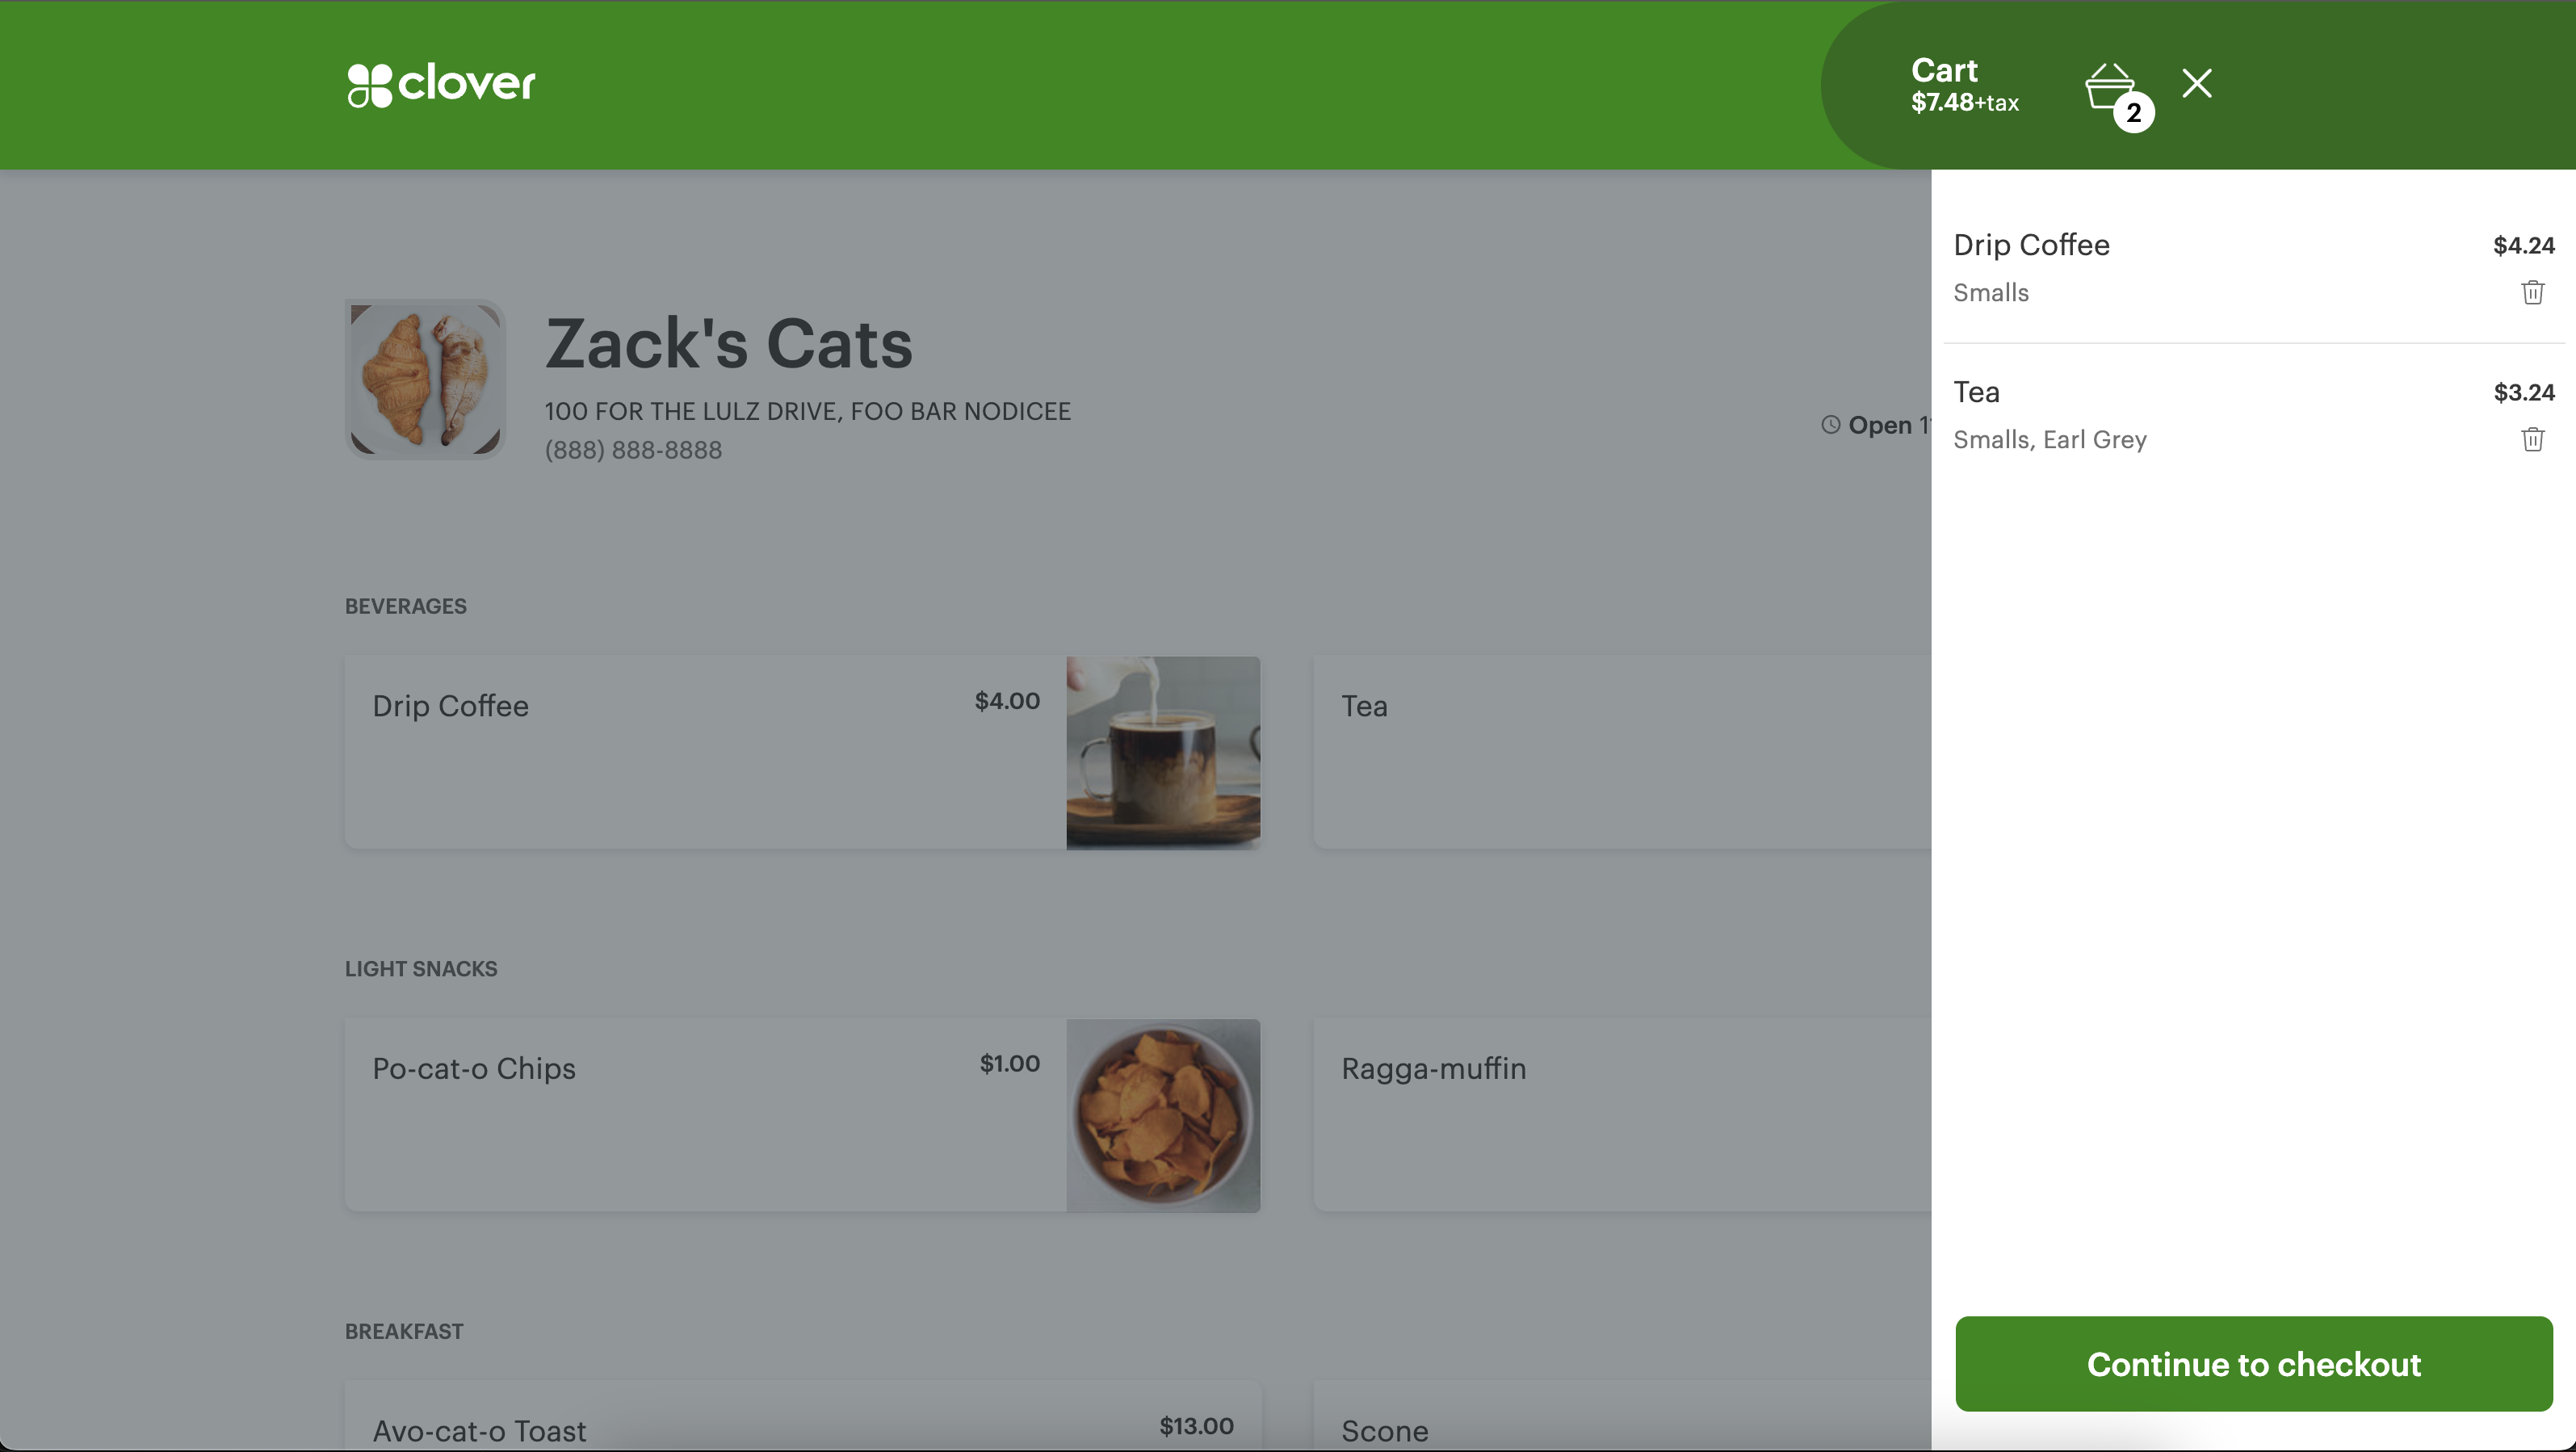 clover
Cart
$7.48+tax
2
Drip Coffee $4.24
Smalls
Tea $3.24
Smalls, Earl Grey
Zack's Cats
100 FOR THE LULZ DRIVE, FOO BAR NODICEE
(888) 888-8888
Open
BEVERAGES
Drip Coffee $4.00
Tea
LIGHT SNACKS
Po-cat-o Chips $1.00
Ragga-muffin
BREAKFAST
Avo-cat-o Toast $13.00
Scone
Continue to checkout